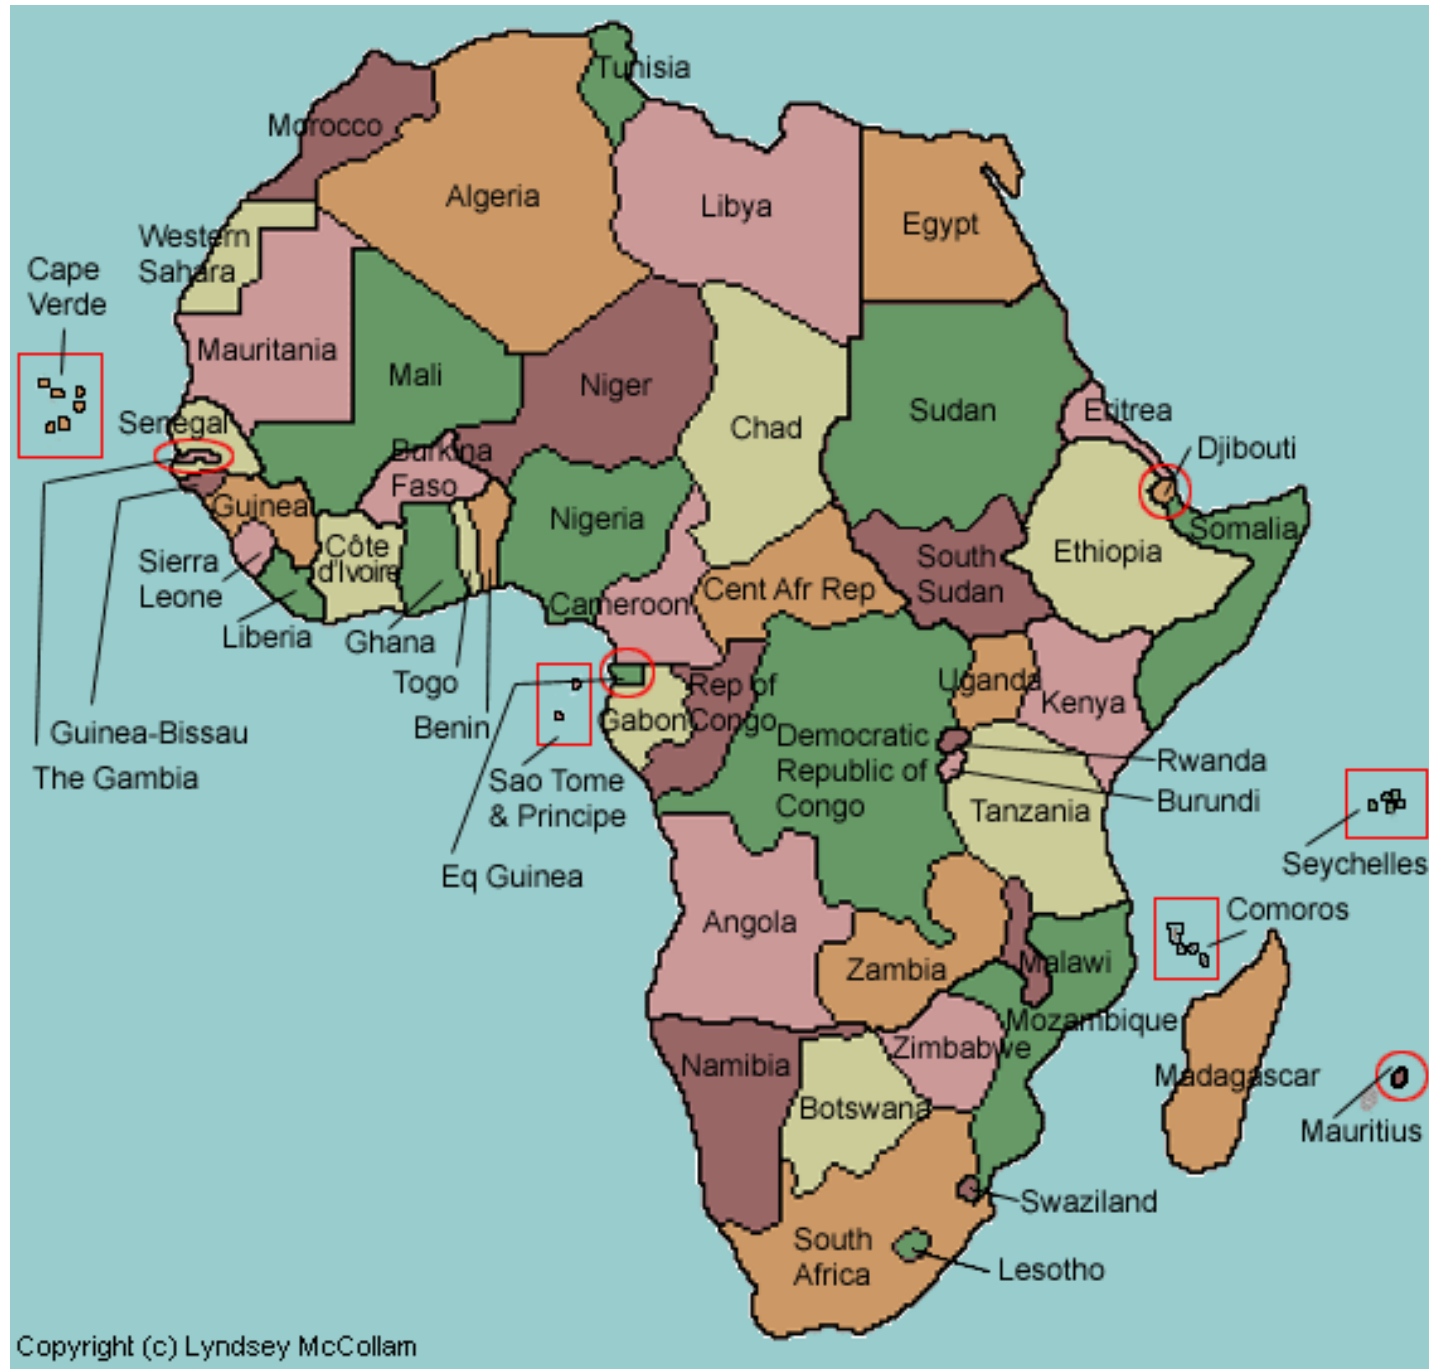 Tunisia
Morocco
Algeria
Libya
Egypt
Western
Sahara
Cape
Verde
Mauritania
Mali
Niger
Chad
Sudan
Eritrea
Djibouti
Senegal
Burkina
Faso
Guinea
Nigeria
Somalia
Ethiopia
South
Sudan
Côte
d'Ivoire
Sierra
Leone
Cent Afr Rep
Cameroon
Liberia
Ghana
Togo
Benin
Uganda
Kenya
Rep of
Congo
Gabon
Guinea-Bissau
The Gambia
Democratic
Republic of
Congo
Rwanda
Burundi
Sao Tome
& Principe
Tanzania
Eq Guinea
Seychelles
Comoros
Angola
Zambia
Malawi
Mozambique
Zimbabwe
Namibia
Madagascar
Botswana
Mauritius
Swaziland
South
Africa
Lesotho
Copyright (c) Lyndsey McCollam